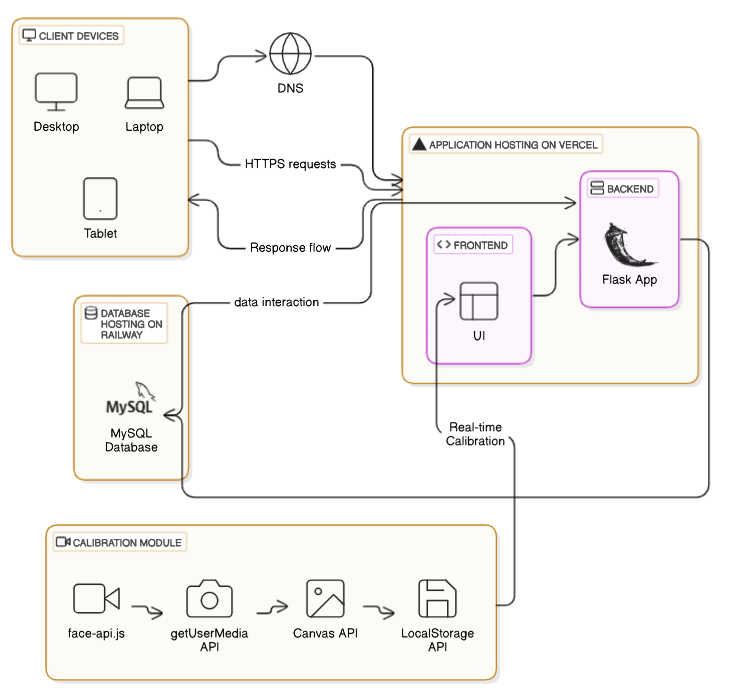 CLIENT DEVICES
Desktop
Laptop
Tablet
DNS
HTTPS requests
Response flow
data interaction
APPLICATION HOSTING ON VERCEL
BACKEND
Flask App
FRONTEND
UI
DATABASE
HOSTING ON
RAILWAY
MySQL
MySQL
Database
Real-time
Calibration
CALIBRATION MODULE
face-api.js
getUserMedia
API
Canvas API
LocalStorage
API